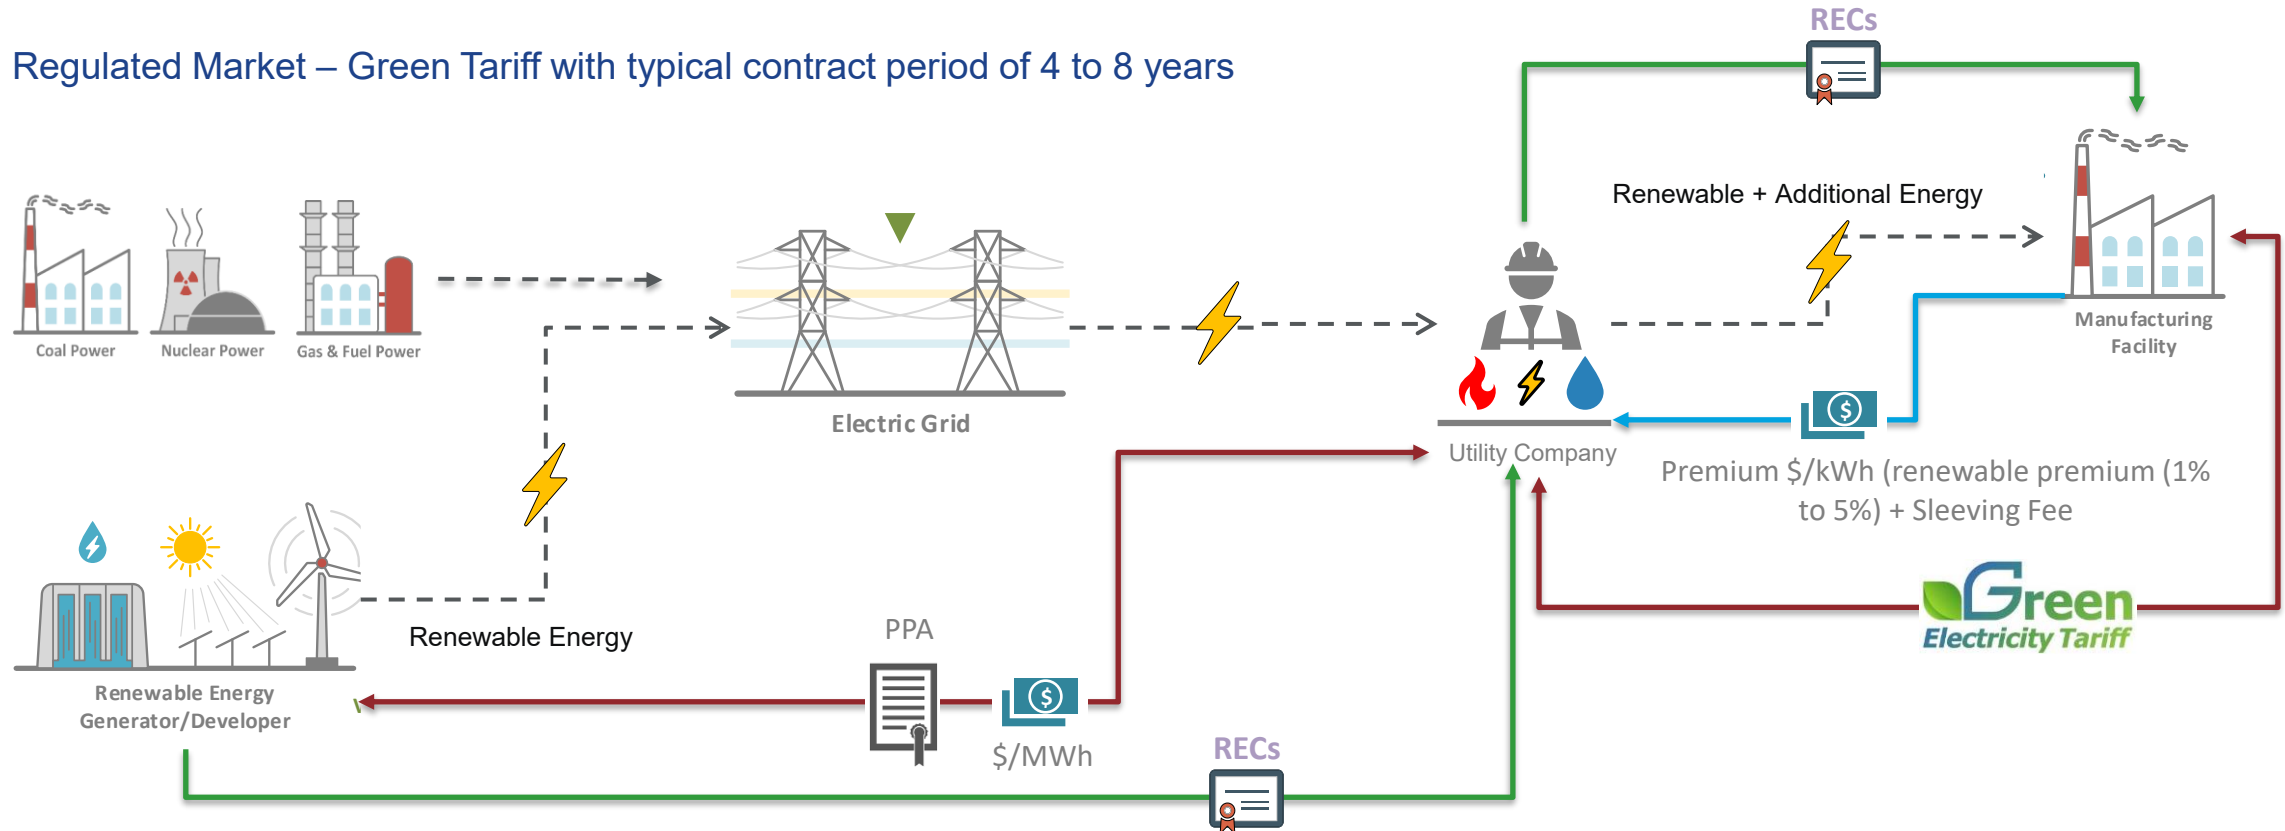 RECs
Regulated Market – Green Tariff with typical contract period of 4 to 8 years
Renewable + Additional Energy
Coal Power
Nuclear Power
Gas & Fuel Power
Electric Grid
Manufacturing
Facility
$
Utility Company
Premium $/kWh (renewable premium (1%
to 5%) + Sleeving Fee
Green
Electricity Tariff
Renewable Energy
PPA
Renewable Energy
Generator/Developer
$
$/MWh
RECs